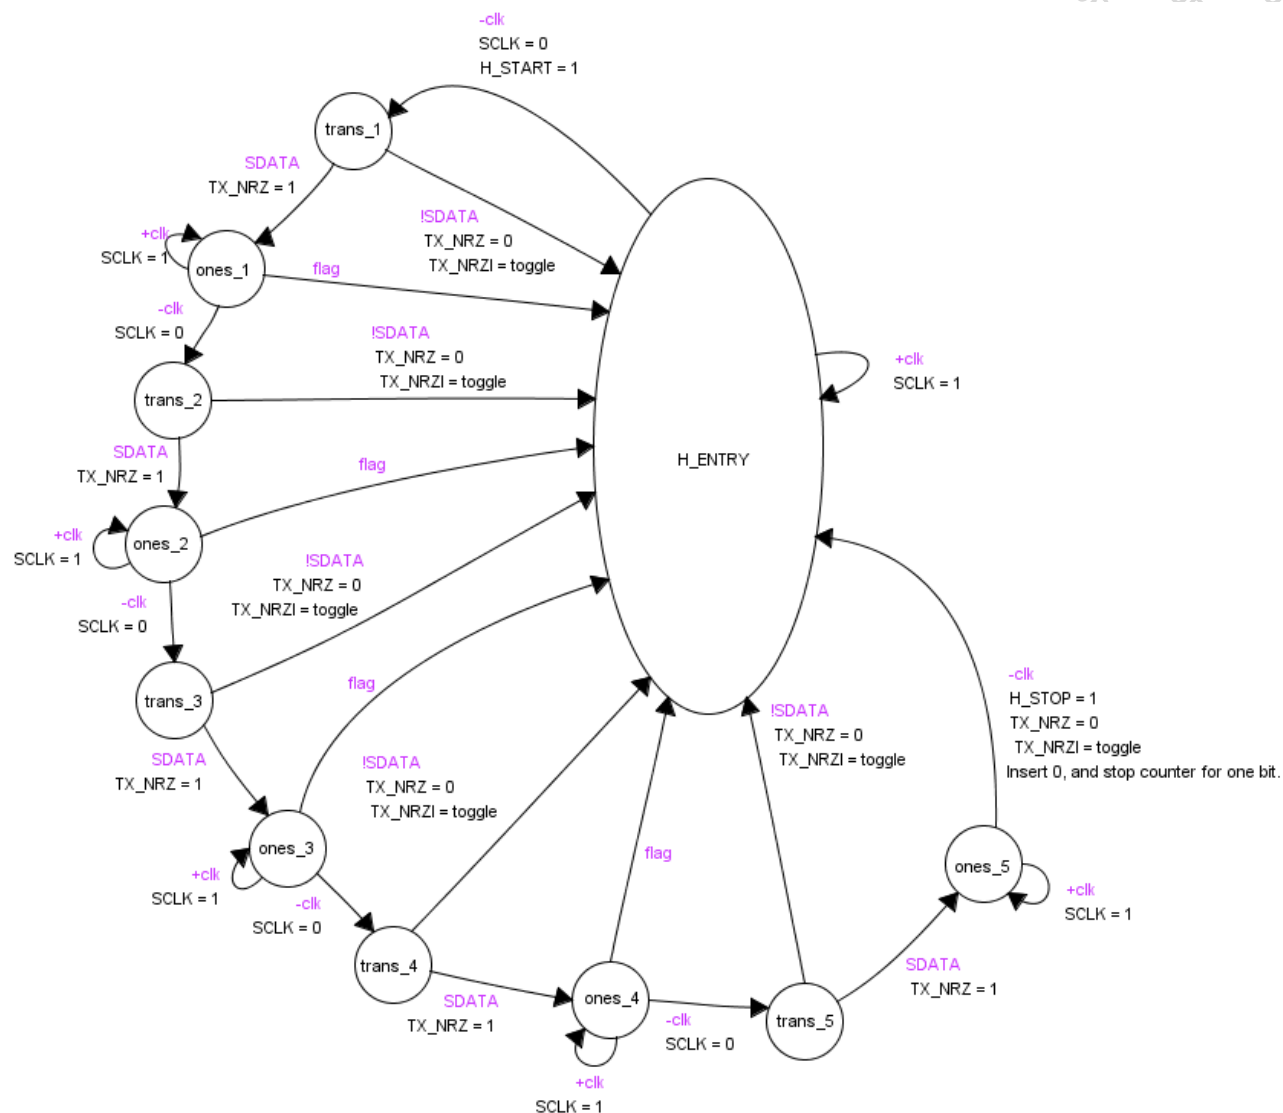 -clk
SCLK = 0
H_START = 1
trans_1
SDATA
TX_NRZ = 1
!SDATA
TX_NRZ = 0
TX_NRZI = toggle
+clk
SCLK = 1
ones_1
flag
-clk
SCLK = 0
!SDATA
TX_NRZ = 0
TX_NRZI = toggle
+clk
SCLK = 1
trans_2
SDATA
TX_NRZ = 1
flag
H_ENTRY
+clk
SCLK = 1
ones_2
!SDATA
TX_NRZ = 0
TX_NRZI = toggle
-clk
SCLK = 0
trans_3
flag
SDATA
TX_NRZ = 1
!SDATA
TX_NRZ = 0
TX_NRZI = toggle
!SDATA
TX_NRZ = 0
TX_NRZI = toggle
-clk
H_STOP = 1
TX_NRZ = 0
TX_NRZI = toggle
Insert 0, and stop counter for one bit.
ones_3
+clk
SCLK = 1
-clk
SCLK = 0
flag
ones_5
+clk
SCLK = 1
trans_4
SDATA
TX_NRZ = 1
ones_4
-clk
SCLK = 0
trans_5
SDATA
TX_NRZ = 1
+clk
SCLK = 1